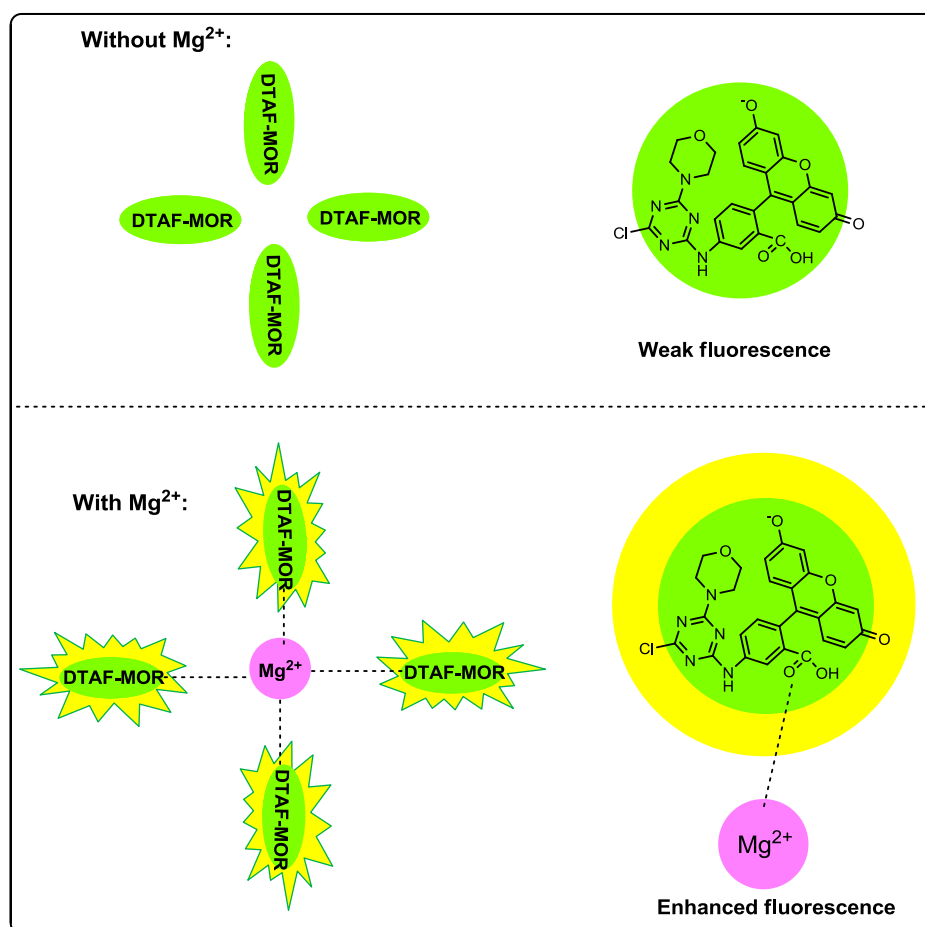 Without Mg²⁺:
DTAF-MOR
DTAF-MOR
DTAF-MOR
DTAF-MOR
⁻O
O
O
N
N
N
Cl
N
N
H
C
O
OH
O
Weak fluorescence
With Mg²⁺:
DTAF-MOR
DTAF-MOR
Mg²⁺
DTAF-MOR
DTAF-MOR
⁻O
O
O
N
N
N
Cl
N
N
H
C
O
OH
O
Mg²⁺
Enhanced fluorescence